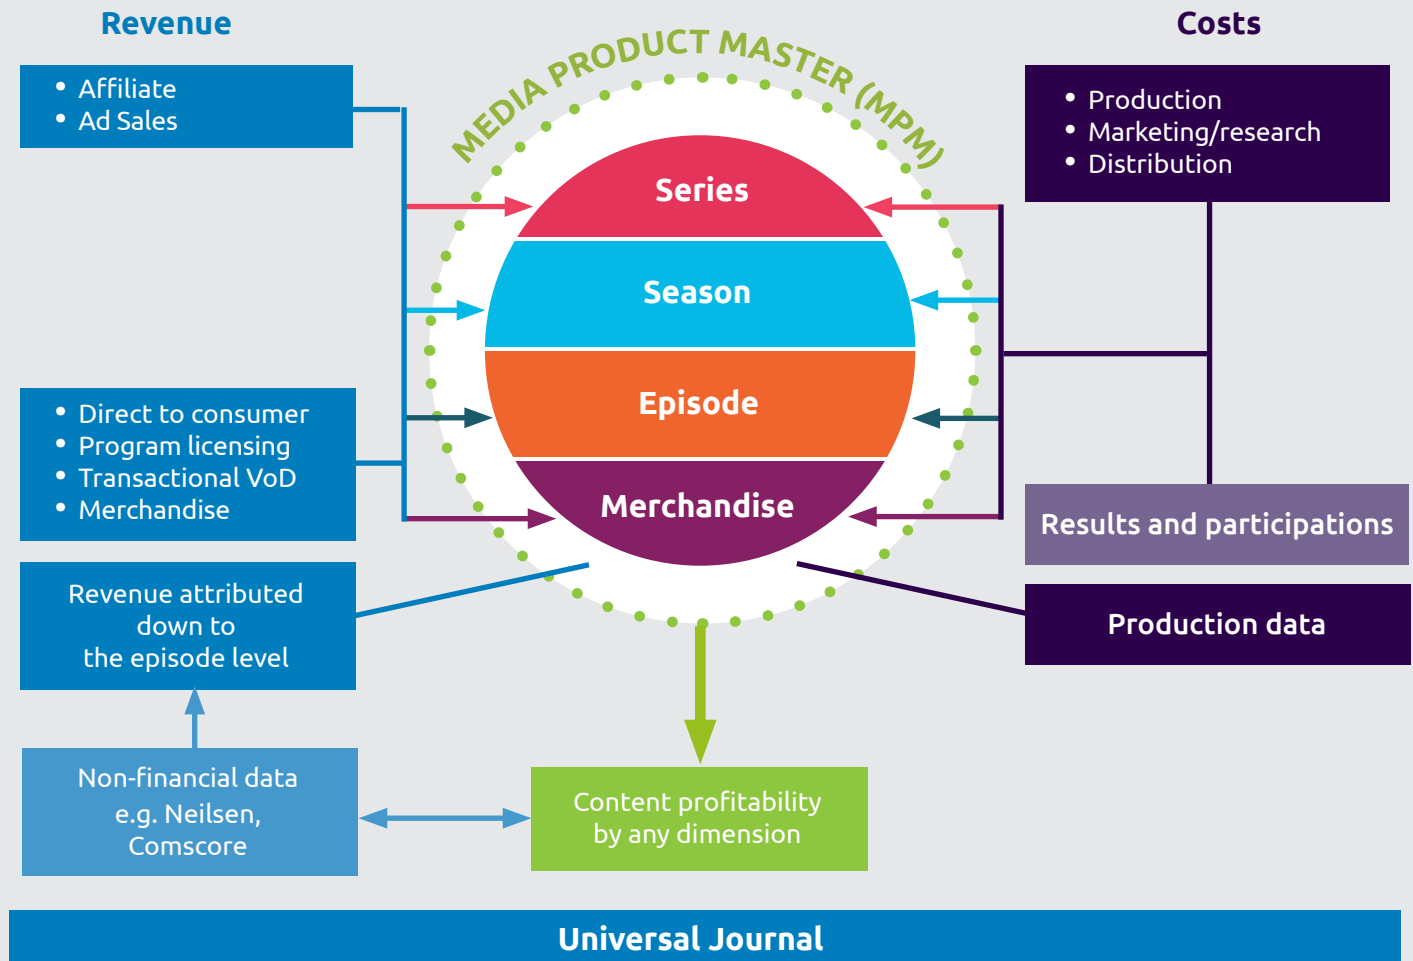 Revenue
• Affiliate
• Ad Sales
MEDIA PRODUCT MASTER (MPM)
Costs
• Production
• Marketing/research
• Distribution
Series
Season
Episode
Merchandise
• Direct to consumer
• Program licensing
• Transactional VoD
• Merchandise
Results and participations
Revenue attributed
down to
the episode level
Production data
Non-financial data
e.g. Neilsen,
Comscore
Content profitability
by any dimension
Universal Journal